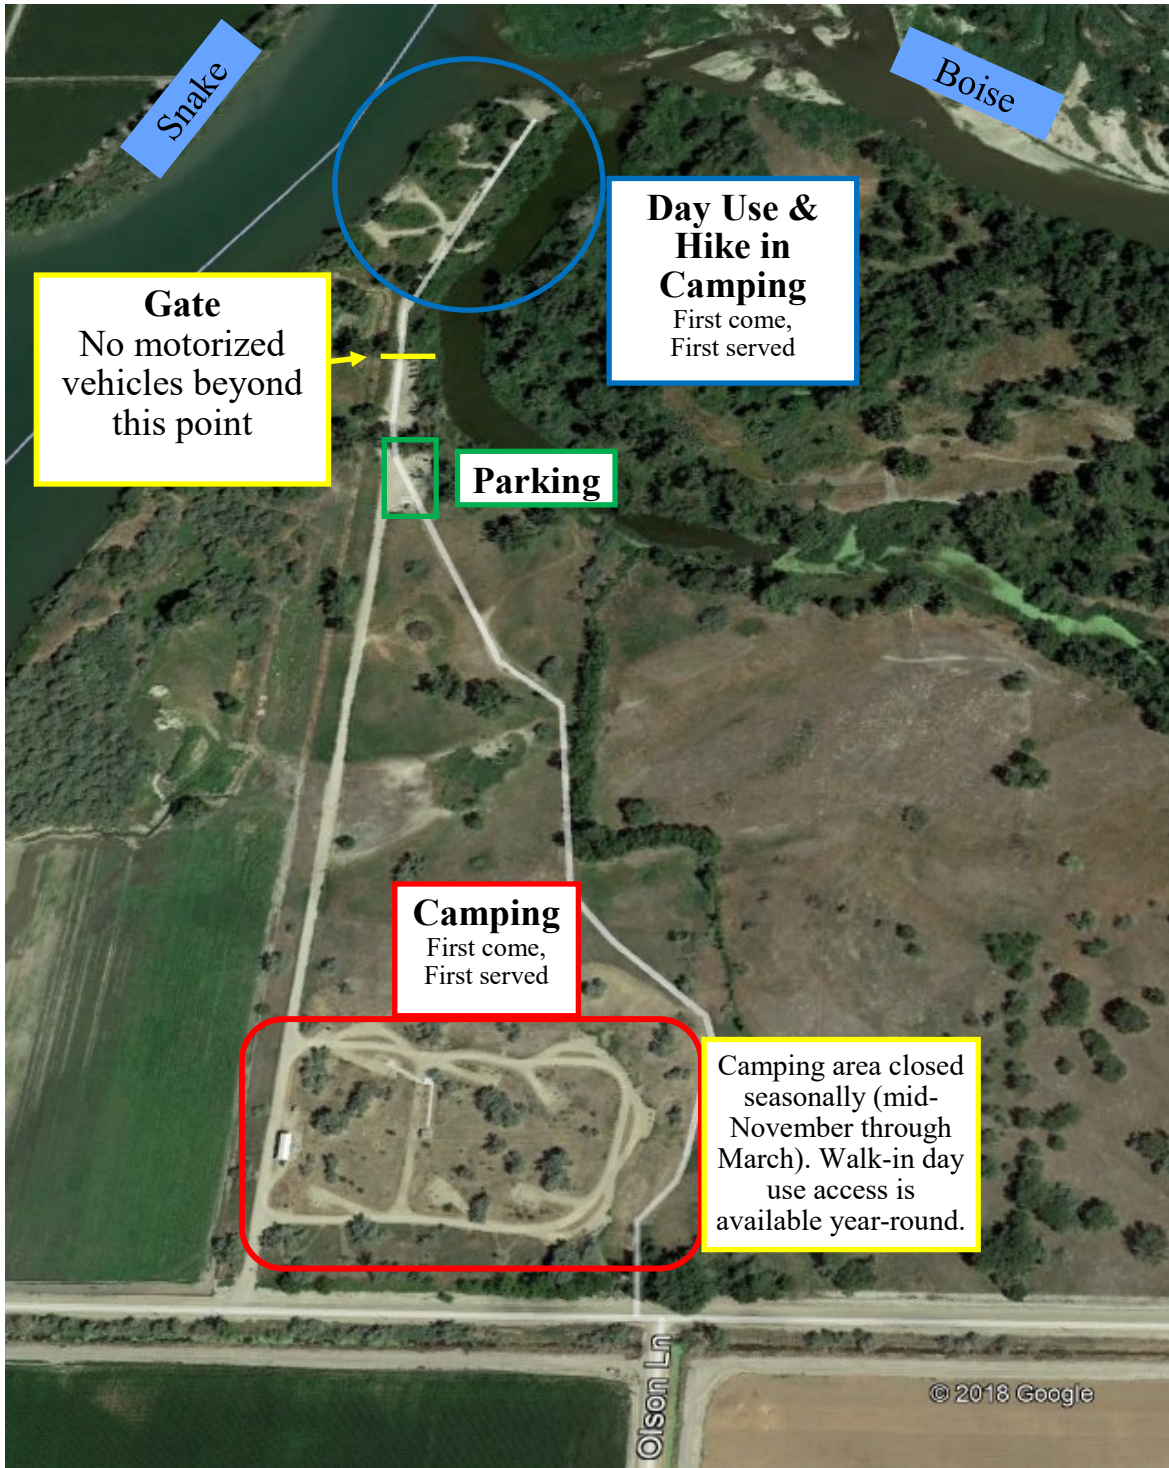 Snake
Boise
Day Use &
Hike in
Camping
First come,
First served
Gate
No motorized
vehicles beyond
this point
Parking
Camping
First come,
First served
Camping area closed
seasonally (mid-
November through
March). Walk-in day
use access is
available year-round.
Olson Ln
© 2018 Google